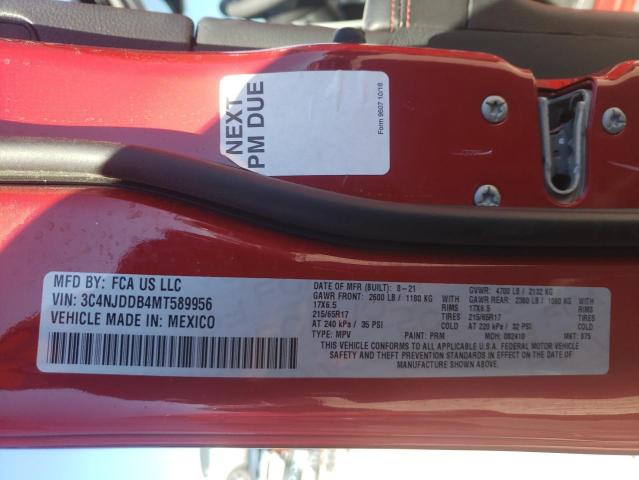 NEXT
PM DUE
Form 9607 10/18
MFD BY: FCA US LLC
VIN: 3C4NJDDB4MT589956
VEHICLE MADE IN: MEXICO
DATE OF MFR (BUILT): 8-21 GVWR: 4700 LB / 2132 KG
GAWR FRONT: 2600 LB / 1180 KG WITH GAWR REAR: 2360 LB / 1070 KG WITH
17X6.5 RIMS 17X6.5 RIMS
215/65R17 TIRES 215/65R17 TIRES
AT 240 kPa / 35 PSI COLD AT 220 kPa / 32 PSI COLD
TYPE: MPV PAINT: PRM MDH: 082410 MKT: 875
THIS VEHICLE CONFORMS TO ALL APPLICABLE U.S.A. FEDERAL MOTOR VEHICLE
SAFETY AND THEFT PREVENTION STANDARDS IN EFFECT ON THE DATE OF MANUFACTURE
SHOWN ABOVE.